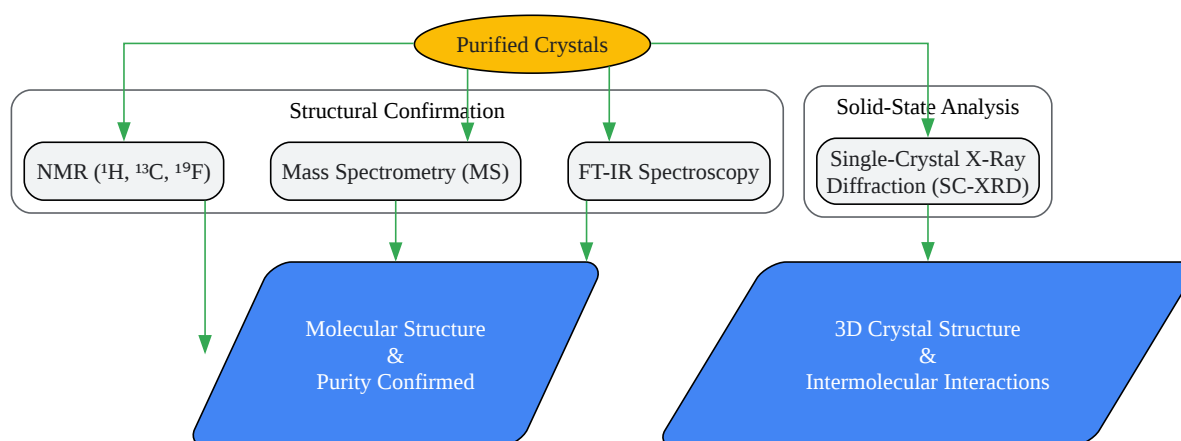 Purified Crystals
Structural Confirmation
Solid-State Analysis
NMR (¹H, ¹³C, ¹⁹F)
Mass Spectrometry (MS)
FT-IR Spectroscopy
Single-Crystal X-Ray
Diffraction (SC-XRD)
Molecular Structure
&
Purity Confirmed
3D Crystal Structure
&
Intermolecular Interactions